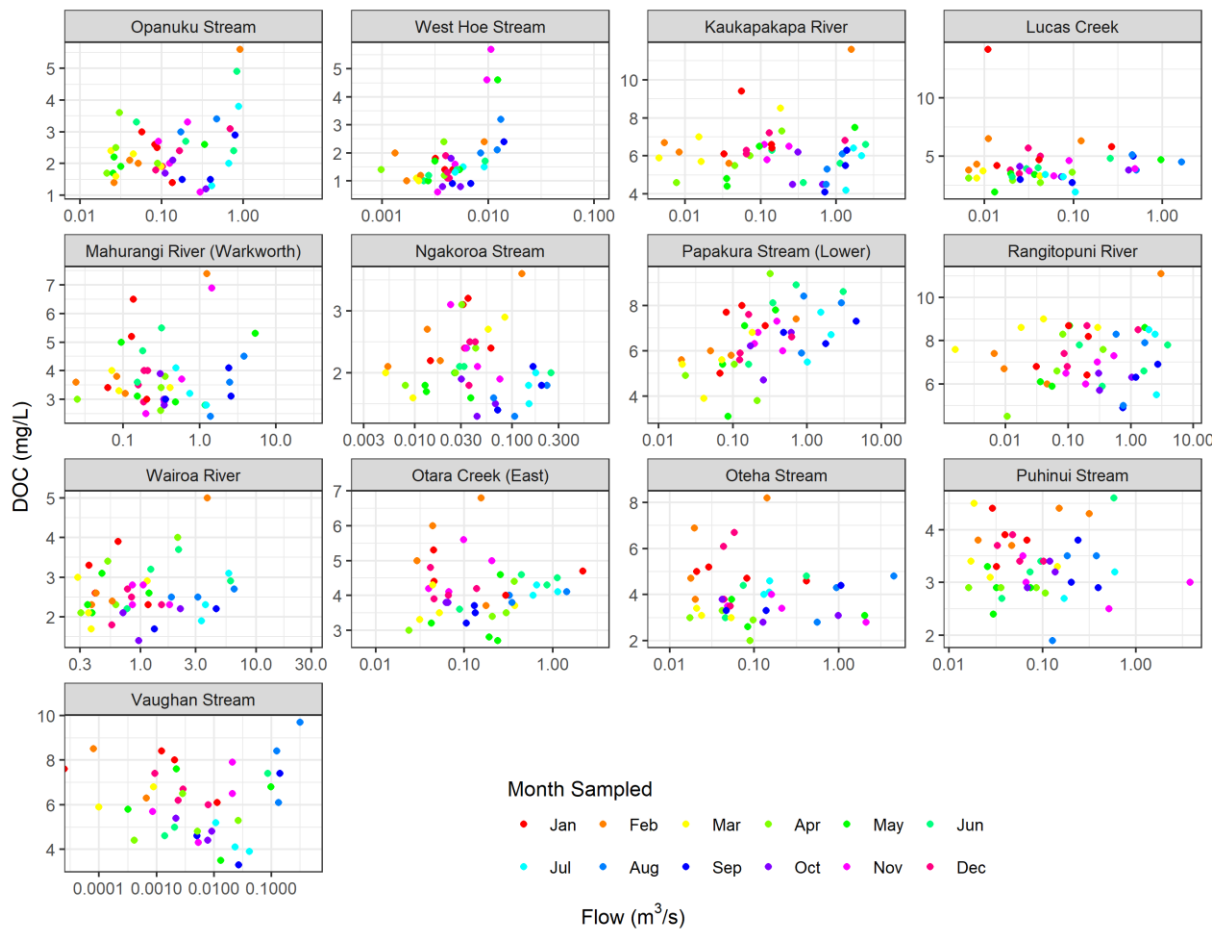 Opanuku Stream West Hoe Stream Kaukapakapa River Lucas Creek
5
4
3
2
1
0.01 0.10 1.00
5
4
3
2
1
0.001 0.010 0.100
10
8
6
4
0.01 0.10 1.00
10
5
0.01 0.10 1.00
Mahurangi River (Warkworth) Ngakoroa Stream Papakura Stream (Lower) Rangitopuni River
7
6
5
4
3
0.1 1.0 10.0
3
2
0.003 0.010 0.030 0.100 0.300
8
6
4
0.01 0.10 1.00 10.00
10
8
6
0.01 0.10 1.00 10.00
Wairoa River Otara Creek (East) Oteha Stream Puhinui Stream
5
4
3
2
0.3 1.0 3.0 10.0 30.0
7
6
5
4
3
0.01 0.10 1.00
8
6
4
2
0.01 0.10 1.00
4
3
2
0.01 0.10 1.00
Vaughan Stream
10
8
6
4
0.0001 0.0010 0.0100 0.1000
DOC (mg/L)
Month Sampled
Jan Feb Mar Apr May Jun
Jul Aug Sep Oct Nov Dec
Flow (m³/s)